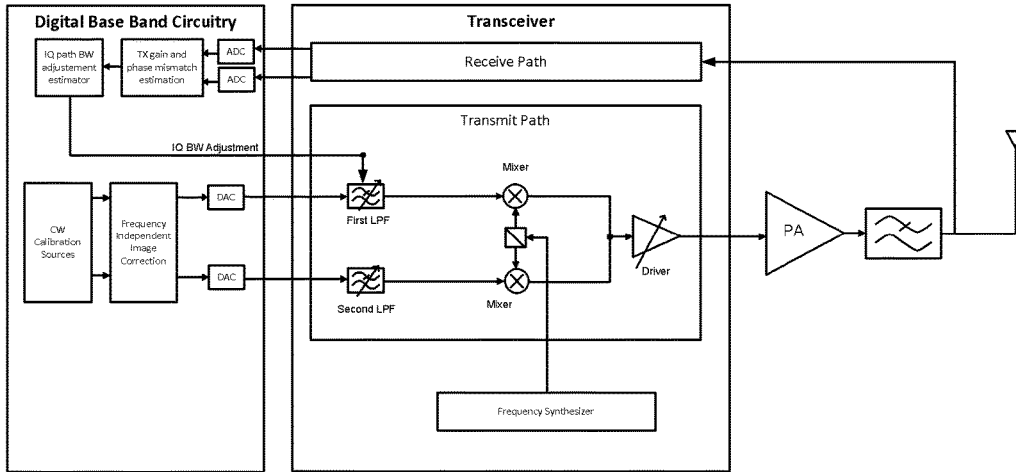 Digital Base Band Circuitry
IQ path BW
adjustement
estimator
TX gain and
phase mismatch
estimation
ADC
ADC
IQ BW Adjustment
CW
Calibration
Sources
Frequency
Independent
Image
Correction
DAC
DAC
Transceiver
Receive Path
Transmit Path
First LPF
Second LPF
Mixer
Mixer
Driver
Frequency Synthesizer
PA